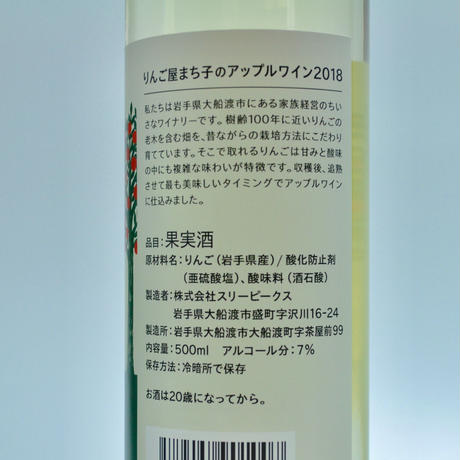 りんご屋まち子のアップルワイン2018
私たちは岩手県大船渡市にある家族経営のちい
さなワイナリーです。樹齢100年に近いりんごの
老木を含む畑を、昔ながらの栽培方法にこだわり
育てています。そこで取れるりんごは甘みと酸味
の中にも複雑な味わいが特徴です。収穫後、追熟
させて最も美味しいタイミングでアップルワイン
に仕込みました。
品目:果実酒
原材料名:りんご(岩手県産)/酸化防止剤
(亜硫酸塩)、酸味料(酒石酸)
製造者:株式会社スリーピークス
岩手県大船渡市盛町字沢川16-24
製造所:岩手県大船渡市大船渡町字茶屋前99
内容量:500ml アルコール分:7%
保存方法:冷暗所で保存
お酒は20歳になってから。